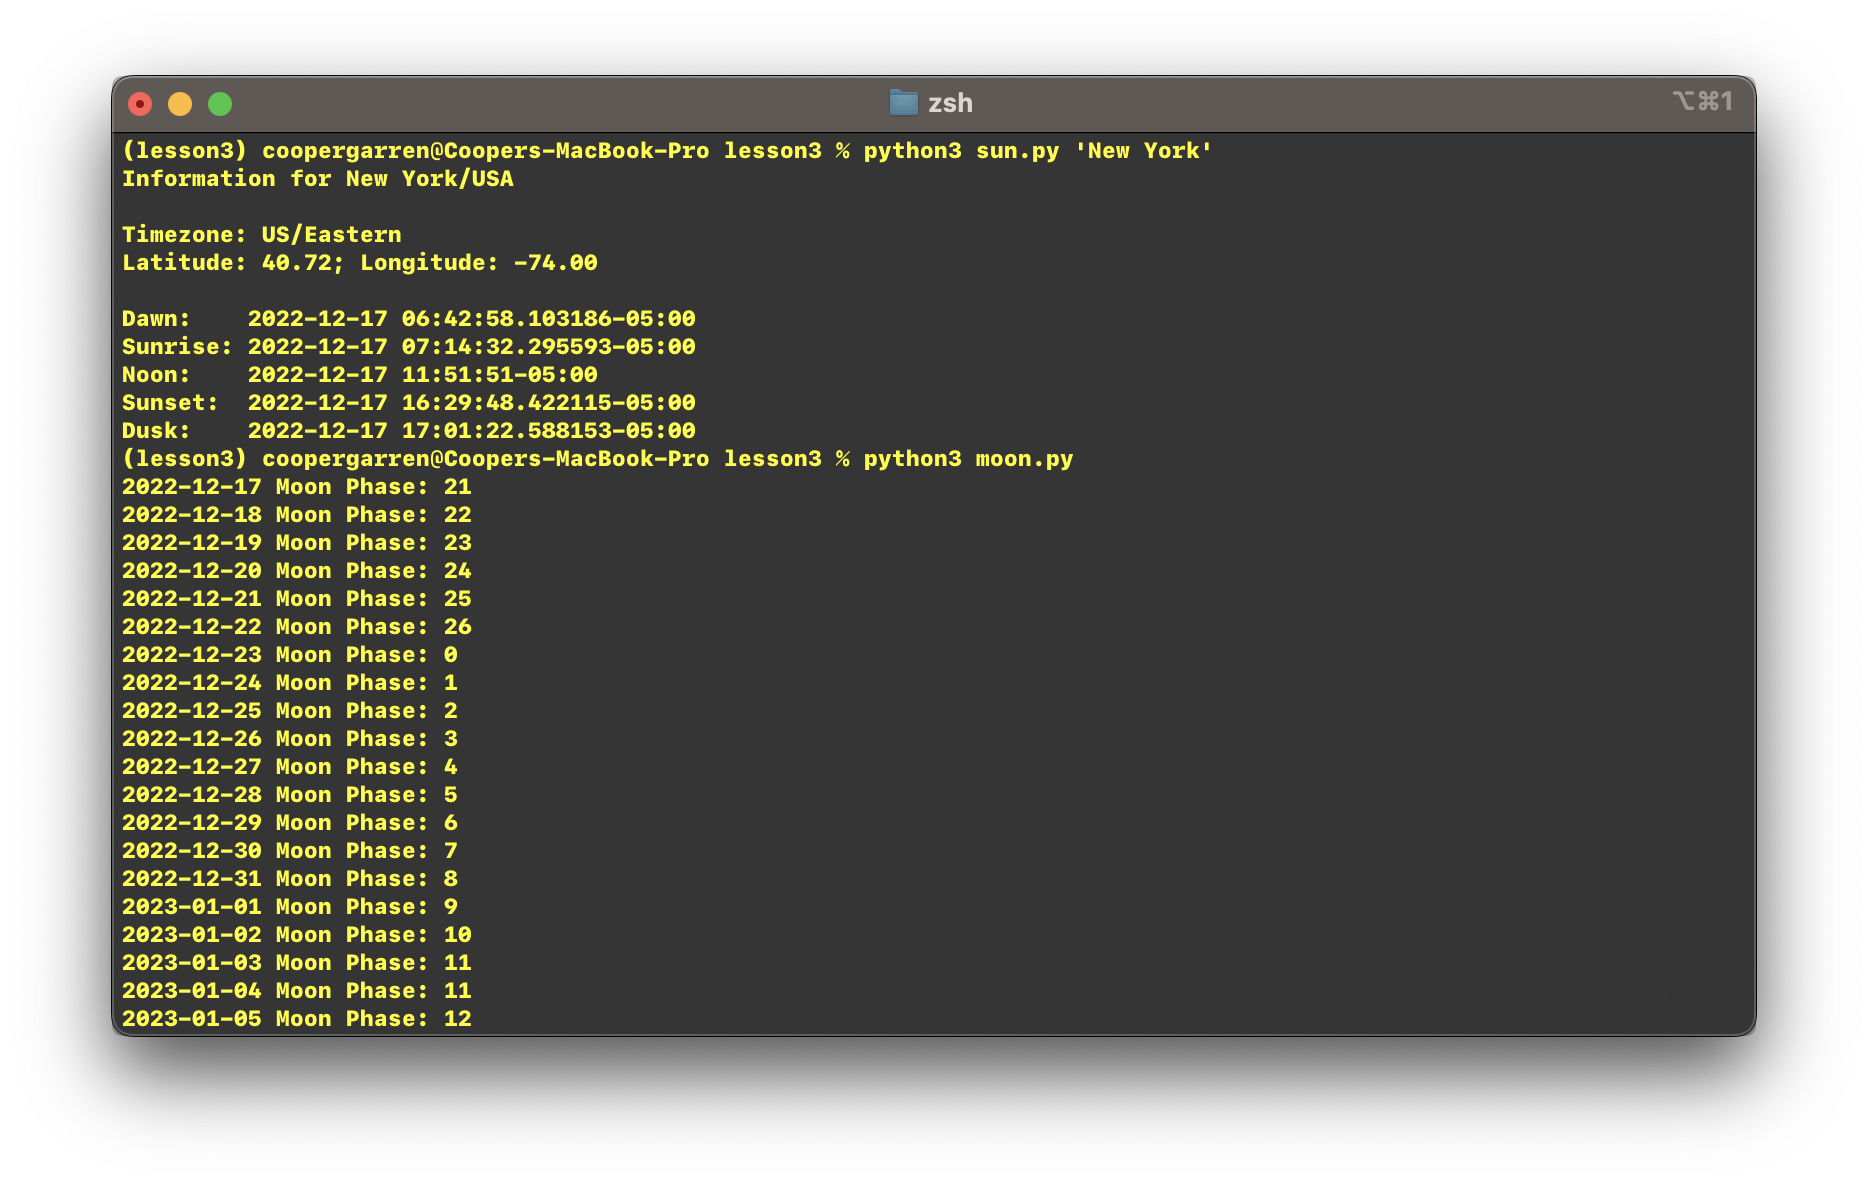 zsh
⌥⌘1
(lesson3) coopergarren@Coopers-MacBook-Pro lesson3 % python3 sun.py 'New York'
Information for New York/USA

Timezone: US/Eastern
Latitude: 40.72; Longitude: -74.00

Dawn:    2022-12-17 06:42:58.103186-05:00
Sunrise: 2022-12-17 07:14:32.295593-05:00
Noon:    2022-12-17 11:51:51-05:00
Sunset:  2022-12-17 16:29:48.422115-05:00
Dusk:    2022-12-17 17:01:22.588153-05:00
(lesson3) coopergarren@Coopers-MacBook-Pro lesson3 % python3 moon.py
2022-12-17 Moon Phase: 21
2022-12-18 Moon Phase: 22
2022-12-19 Moon Phase: 23
2022-12-20 Moon Phase: 24
2022-12-21 Moon Phase: 25
2022-12-22 Moon Phase: 26
2022-12-23 Moon Phase: 0
2022-12-24 Moon Phase: 1
2022-12-25 Moon Phase: 2
2022-12-26 Moon Phase: 3
2022-12-27 Moon Phase: 4
2022-12-28 Moon Phase: 5
2022-12-29 Moon Phase: 6
2022-12-30 Moon Phase: 7
2022-12-31 Moon Phase: 8
2023-01-01 Moon Phase: 9
2023-01-02 Moon Phase: 10
2023-01-03 Moon Phase: 11
2023-01-04 Moon Phase: 11
2023-01-05 Moon Phase: 12